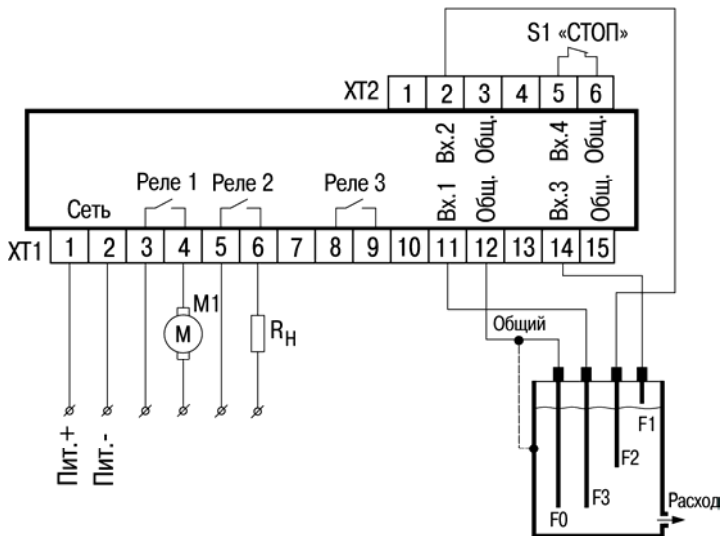 S1 «СТОП»
XT2 1 2 3 4 5 6
Вх.2 Общ. Вх.4 Общ.
Реле 1 Реле 2 Реле 3
Вх.1 Общ. Вх.3 Общ.
Сеть
XT1 1 2 3 4 5 6 7 8 9 10 11 12 13 14 15
M1
M
RН
Общий
Пит.+
Пит.-
F1
F2
F3
F0
Расход